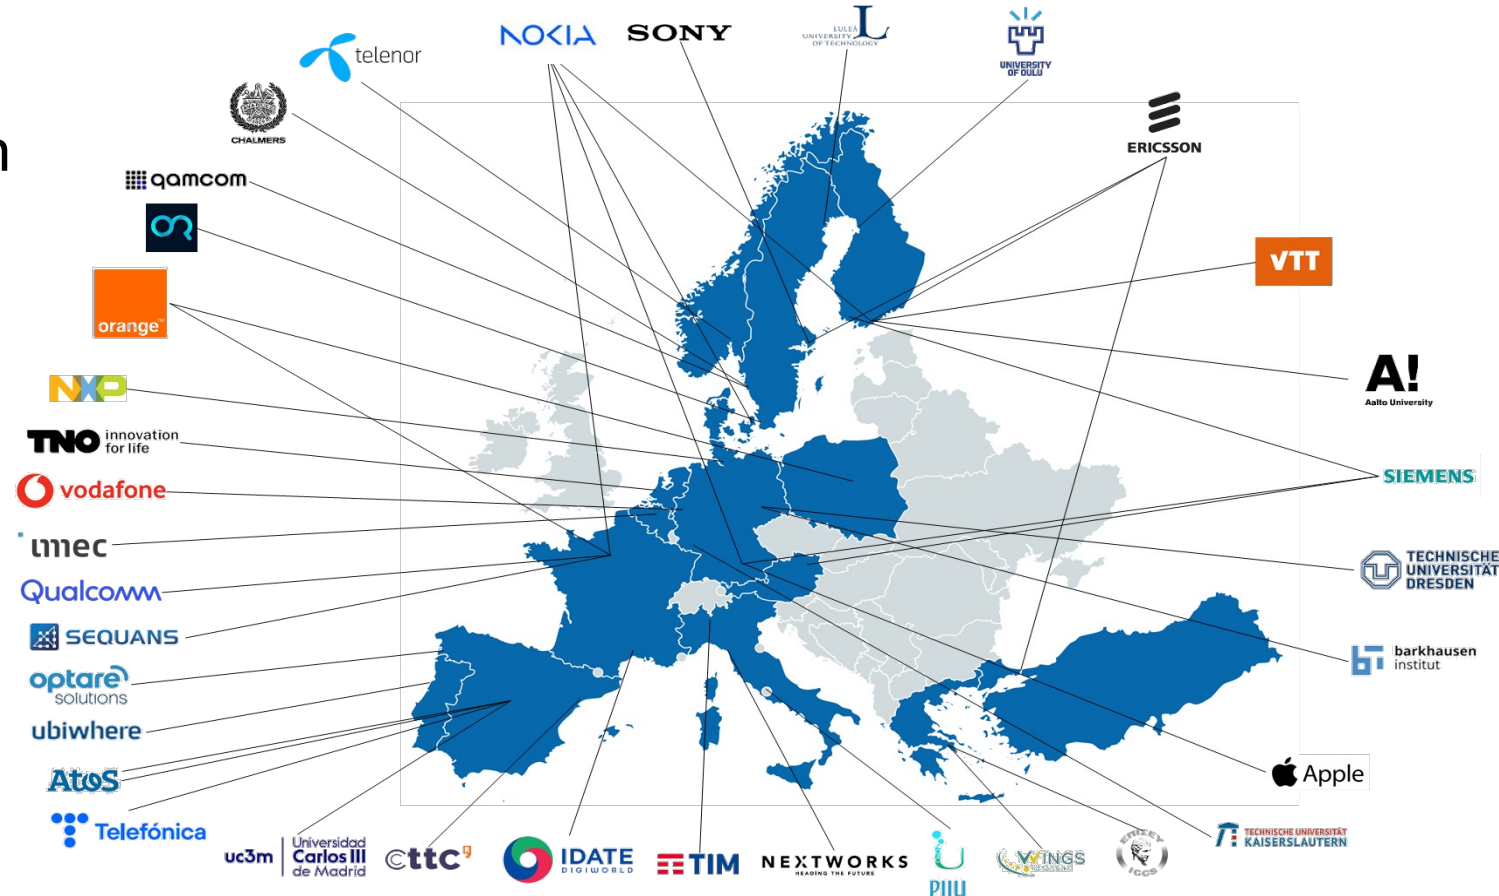 telenor
NOKIA
SONY
LULEÅ
UNIVERSITY
OF TECHNOLOGY
UNIVERSITY
OF OULU
CHALMERS
ERICSSON
n
qamcom
orange™
VTT
NXP
A!
Aalto University
TNO innovation
for life
vodafone
SIEMENS
imec
TECHNISCHE
UNIVERSITÄT
DRESDEN
Qualcomm
SEQUANS
barkhausen
institut
optare
solutions
ubiwhere
Atos
Apple
Telefónica
TECHNISCHE UNIVERSITÄT
KAISERSLAUTERN
uc3m
Universidad
Carlos III
de Madrid
cttc
IDATE
DIGIWORLD
TIM
NEXTWORKS
HEADING THE FUTURE
WINGS
ICCS